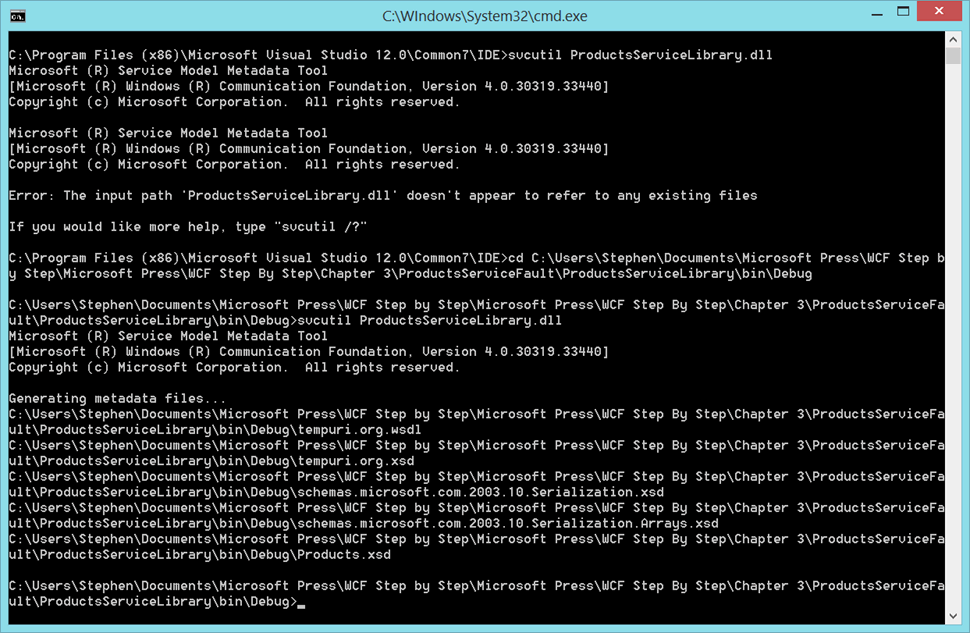 C:\WIndows\System32\cmd.exe
C:\Program Files (x86)\Microsoft Visual Studio 12.0\Common7\IDE>svcutil ProductsServiceLibrary.dll
Microsoft (R) Service Model Metadata Tool
[Microsoft (R) Windows (R) Communication Foundation, Version 4.0.30319.33440]
Copyright (c) Microsoft Corporation.  All rights reserved.
Microsoft (R) Service Model Metadata Tool
[Microsoft (R) Windows (R) Communication Foundation, Version 4.0.30319.33440]
Copyright (c) Microsoft Corporation.  All rights reserved.
Error: The input path 'ProductsServiceLibrary.dll' doesn't appear to refer to any existing files
If you would like more help, type "svcutil /?"
C:\Program Files (x86)\Microsoft Visual Studio 12.0\Common7\IDE>cd C:\Users\Stephen\Documents\Microsoft Press\WCF Step b
y Step\Microsoft Press\WCF Step By Step\Chapter 3\ProductsServiceFault\ProductsServiceLibrary\bin\Debug
C:\Users\Stephen\Documents\Microsoft Press\WCF Step by Step\Microsoft Press\WCF Step By Step\Chapter 3\ProductsServiceFa
ult\ProductsServiceLibrary\bin\Debug>svcutil ProductsServiceLibrary.dll
Microsoft (R) Service Model Metadata Tool
[Microsoft (R) Windows (R) Communication Foundation, Version 4.0.30319.33440]
Copyright (c) Microsoft Corporation.  All rights reserved.
Generating metadata files...
C:\Users\Stephen\Documents\Microsoft Press\WCF Step by Step\Microsoft Press\WCF Step By Step\Chapter 3\ProductsServiceFa
ult\ProductsServiceLibrary\bin\Debug\tempuri.org.wsdl
C:\Users\Stephen\Documents\Microsoft Press\WCF Step by Step\Microsoft Press\WCF Step By Step\Chapter 3\ProductsServiceFa
ult\ProductsServiceLibrary\bin\Debug\tempuri.org.xsd
C:\Users\Stephen\Documents\Microsoft Press\WCF Step by Step\Microsoft Press\WCF Step By Step\Chapter 3\ProductsServiceFa
ult\ProductsServiceLibrary\bin\Debug\schemas.microsoft.com.2003.10.Serialization.xsd
C:\Users\Stephen\Documents\Microsoft Press\WCF Step by Step\Microsoft Press\WCF Step By Step\Chapter 3\ProductsServiceFa
ult\ProductsServiceLibrary\bin\Debug\schemas.microsoft.com.2003.10.Serialization.Arrays.xsd
C:\Users\Stephen\Documents\Microsoft Press\WCF Step by Step\Microsoft Press\WCF Step By Step\Chapter 3\ProductsServiceFa
ult\ProductsServiceLibrary\bin\Debug\Products.xsd
C:\Users\Stephen\Documents\Microsoft Press\WCF Step by Step\Microsoft Press\WCF Step By Step\Chapter 3\ProductsServiceFa
ult\ProductsServiceLibrary\bin\Debug>_